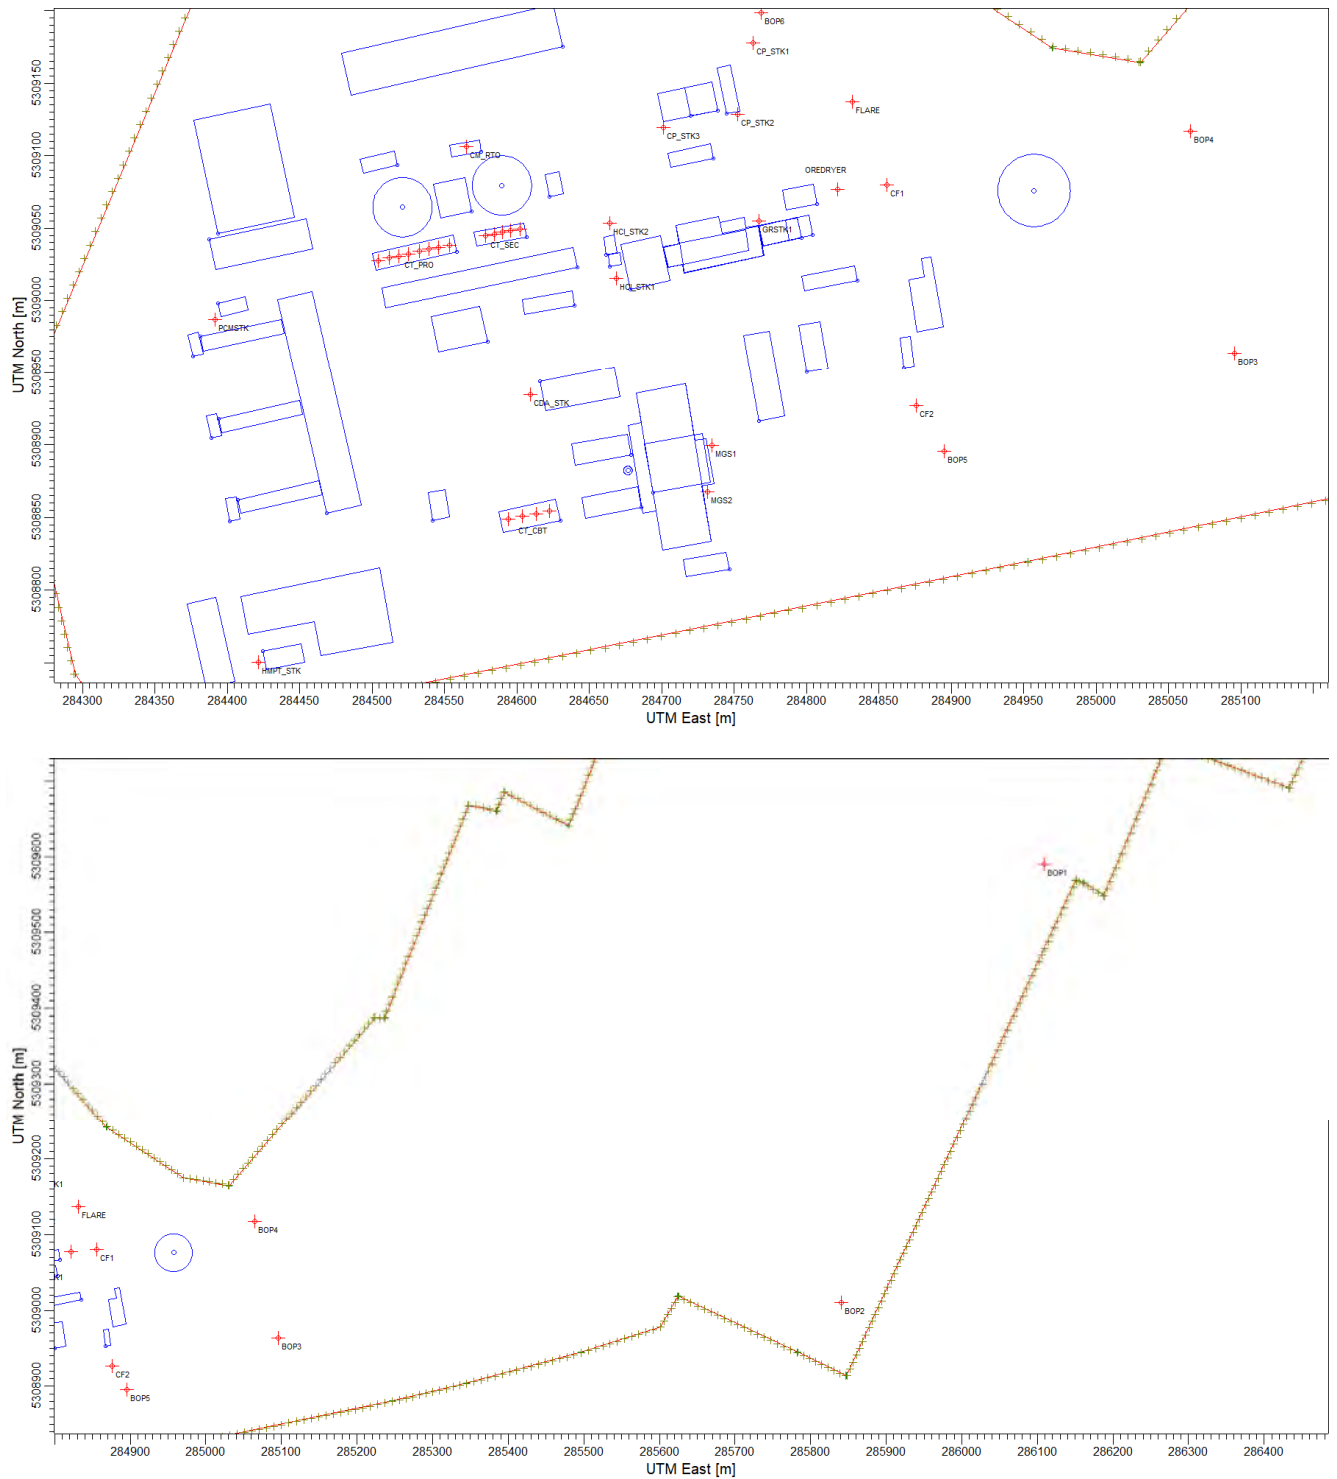 BOP6
CP_STK1
FLARE
CP_STK2
CP_STK3
BOP4
CM_RTO
OREDRYER
CF1
HCl_STK2
GRSTK1
CT_SEC
CT_PRO
HCLSTK1
PCMSTK
BOP3
CDA_STK
CF2
MGS1
BOP5
MGS2
CT_CBT
HMPT_STK
5309150
5309100
5309050
5309000
5308950
5308900
5308850
5308800
UTM North [m]
284300 284350 284400 284450 284500 284550 284600 284650 284700 284750 284800 284850 284900 284950 285000 285050 285100
UTM East [m]
BOP1
K1
FLARE
BOP4
CF1
K1
BOP2
BOP3
CF2
BOP5
5309600
5309500
5309400
5309300
5309200
5309100
5309000
5308900
UTM North [m]
284900 285000 285100 285200 285300 285400 285500 285600 285700 285800 285900 286000 286100 286200 286300 286400
UTM East [m]